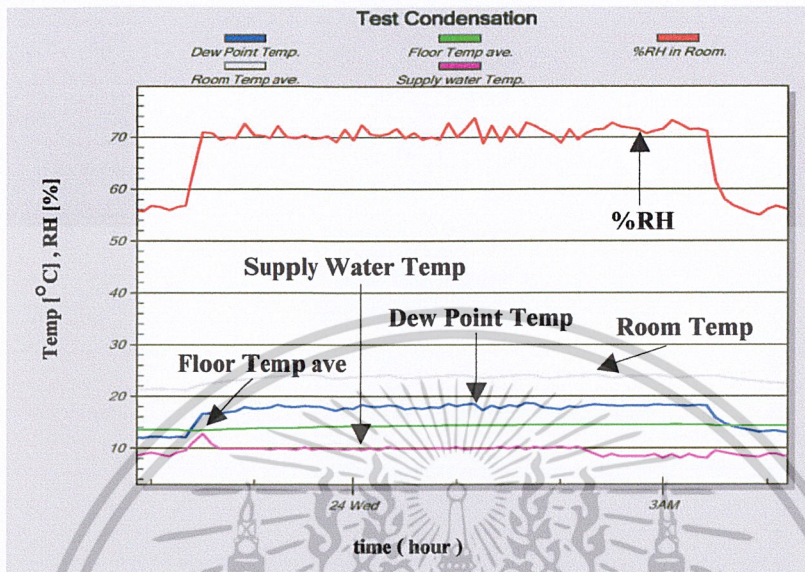 Test Condensation
Dew Point Temp.
Floor Temp ave.
%RH in Room.
Room Temp ave.
Supply water Temp.
70
60
50
40
30
20
10
Temp [°C] , RH [%]
%RH
Supply Water Temp
Dew Point Temp
Room Temp
Floor Temp ave
24 Wed
3AM
time ( hour )